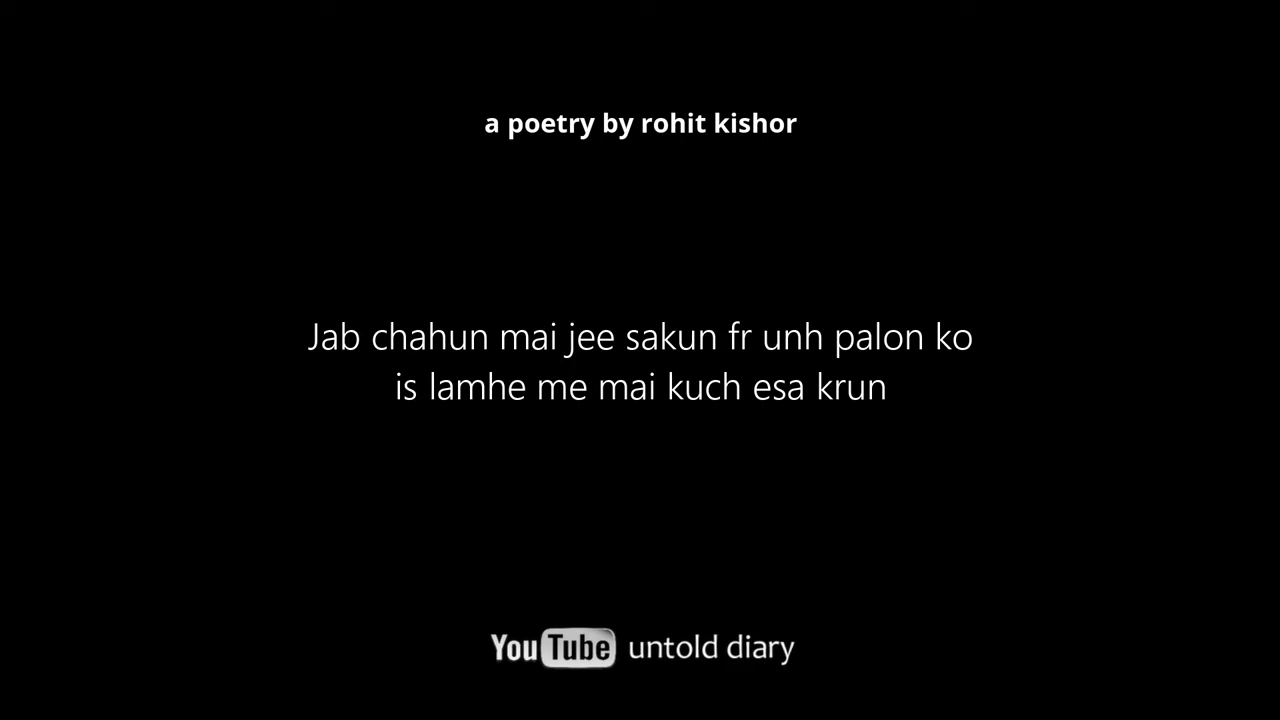 a poetry by rohit kishor
Jab chahun mai jee sakun fr unh palon ko
is lamhe me mai kuch esa krun
YouTube untold diary